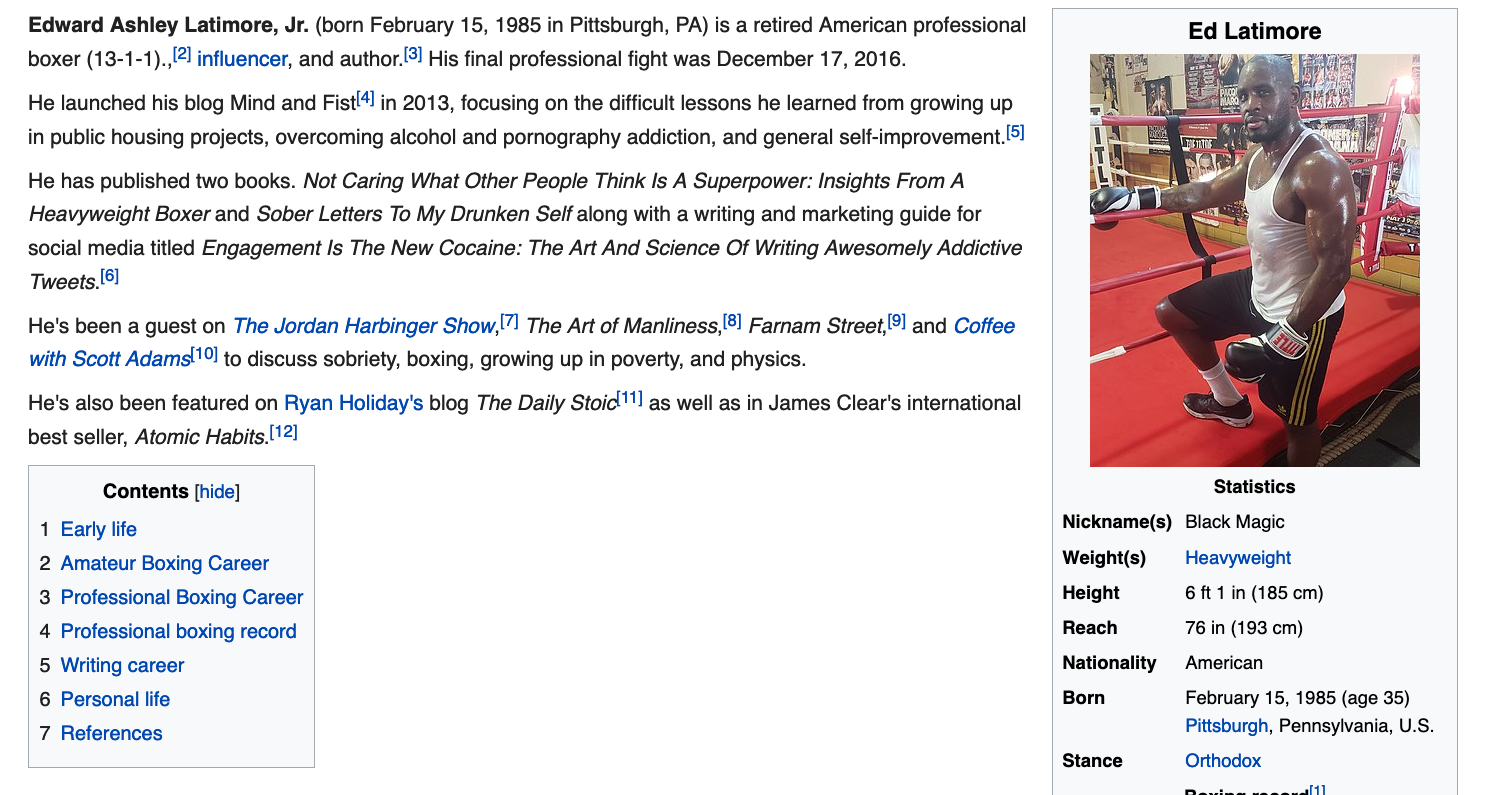 Edward Ashley Latimore, Jr. (born February 15, 1985 in Pittsburgh, PA) is a retired American professional
boxer (13-1-1).,[2] influencer, and author.[3] His final professional fight was December 17, 2016.
He launched his blog Mind and Fist[4] in 2013, focusing on the difficult lessons he learned from growing up
in public housing projects, overcoming alcohol and pornography addiction, and general self-improvement.[5]
He has published two books. Not Caring What Other People Think Is A Superpower: Insights From A
Heavyweight Boxer and Sober Letters To My Drunken Self along with a writing and marketing guide for
social media titled Engagement Is The New Cocaine: The Art And Science Of Writing Awesomely Addictive
Tweets.[6]
He's been a guest on The Jordan Harbinger Show,[7] The Art of Manliness,[8] Farnam Street,[9] and Coffee
with Scott Adams[10] to discuss sobriety, boxing, growing up in poverty, and physics.
He's also been featured on Ryan Holiday's blog The Daily Stoic[11] as well as in James Clear's international
best seller, Atomic Habits.[12]
Contents [hide]
1 Early life
2 Amateur Boxing Career
3 Professional Boxing Career
4 Professional boxing record
5 Writing career
6 Personal life
7 References
Ed Latimore
TITLE
Statistics
Nickname(s) Black Magic
Weight(s) Heavyweight
Height 6 ft 1 in (185 cm)
Reach 76 in (193 cm)
Nationality American
Born February 15, 1985 (age 35)
Pittsburgh, Pennsylvania, U.S.
Stance Orthodox
Boxing record[1]